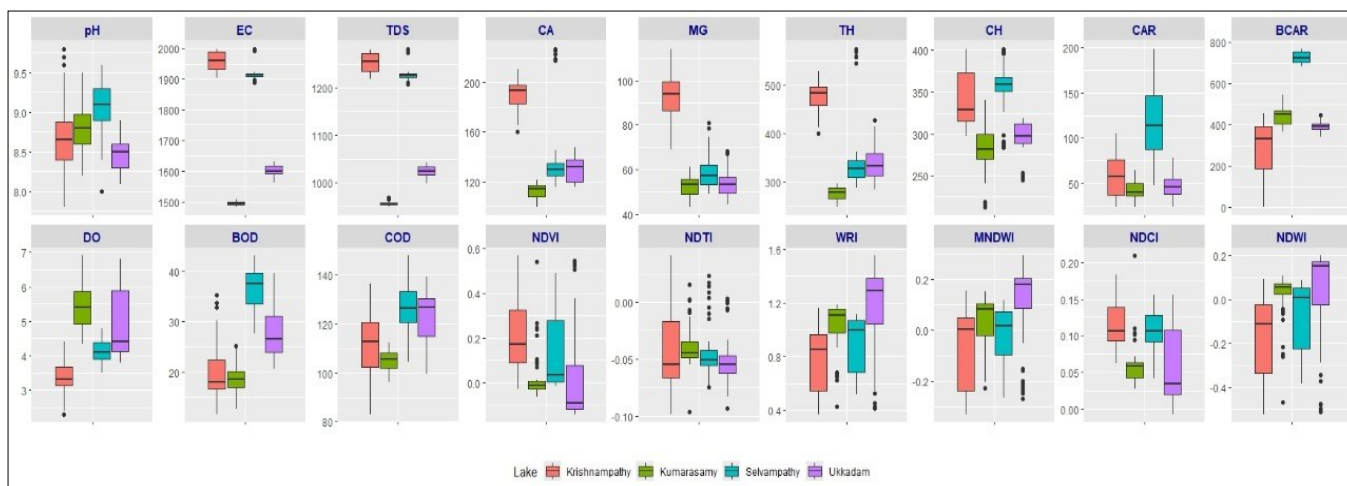 pH EC TDS CA MG TH CH CAR BCAR
9.5 9.0 8.5 8.0
2000 1900 1800 1700 1600 1500
1200 1100 1000
200 160 120
100 80 60 40
500 400 300
400 350 300 250
200 150 100 50
800 600 400 200 0
DO BOD COD NDVI NDTI WRI MNDWI NDCI NDWI
7 6 5 4 3
40 30 20
140 120 100 80
0.6 0.4 0.2 0.0
0.00 -0.05 -0.10
1.6 1.2 0.8 0.4
0.2 0.0 -0.2
0.20 0.15 0.10 0.05 0.00
0.2 0.0 -0.2 -0.4
Lake Krishnampathy Kumarasamy Selvampathy Ukkadam